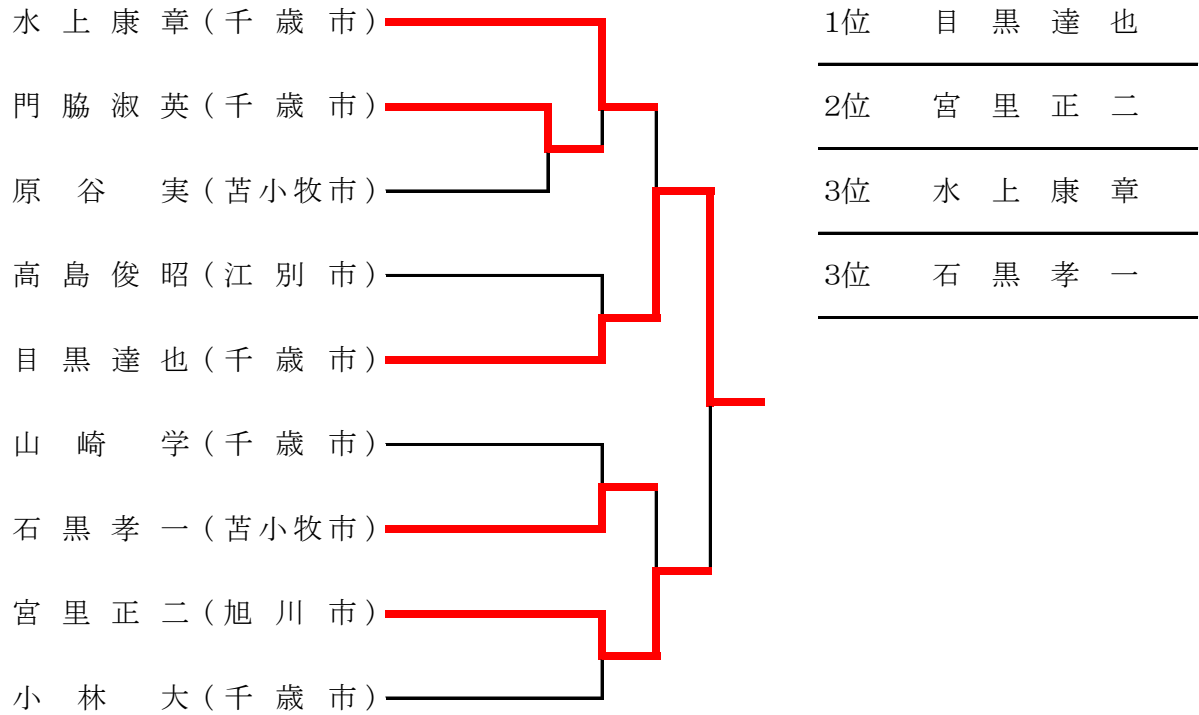 水上康章(千歳市)
門脇淑英(千歳市)
原谷実(苫小牧市)
高島俊昭(江別市)
目黒達也(千歳市)
山崎学(千歳市)
石黒孝一(苫小牧市)
宮里正二(旭川市)
小林大(千歳市)
1位 目黒達也
2位 宮里正二
3位 水上康章
3位 石黒孝一